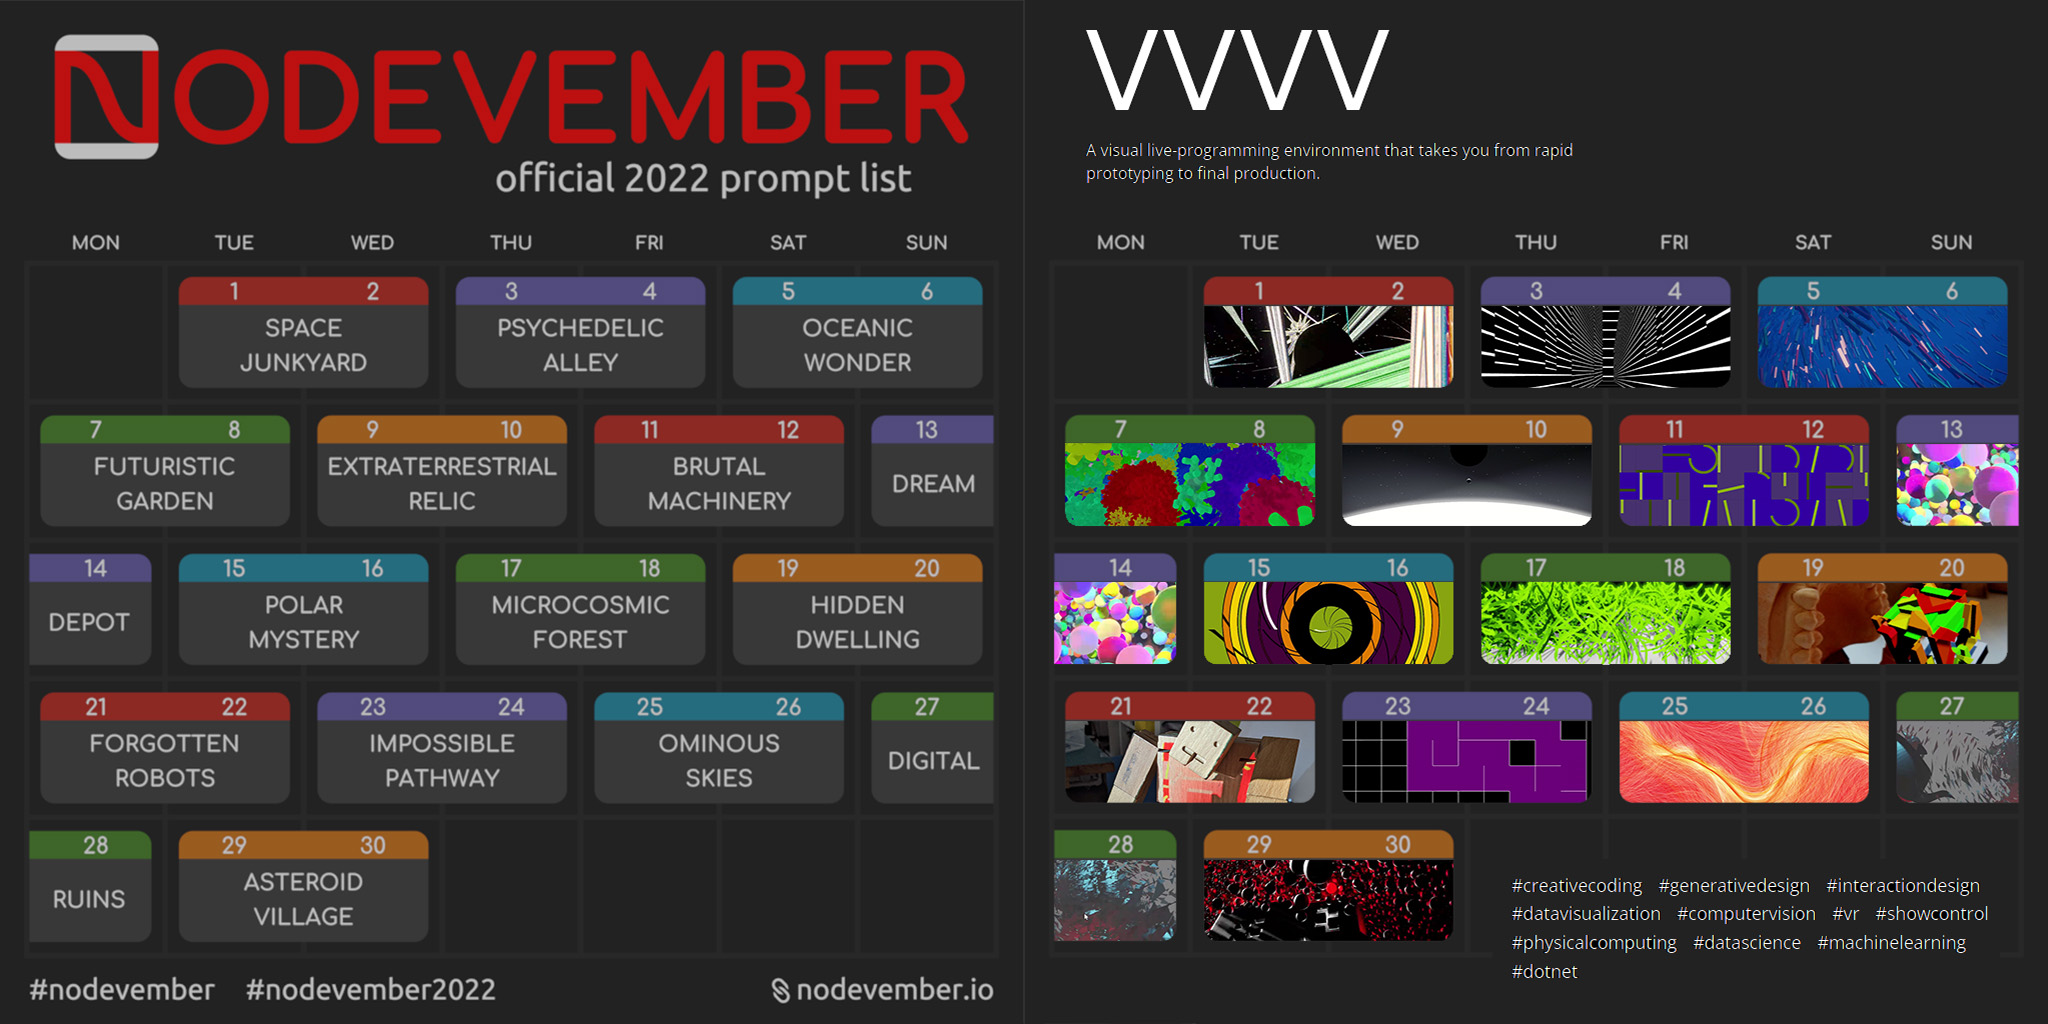 NODEVEMBER
official 2022 prompt list
MON TUE WED THU FRI SAT SUN
1 2 3 4 5 6
SPACE PSYCHEDELIC OCEANIC
JUNKYARD ALLEY WONDER
7 8 9 10 11 12 13
FUTURISTIC EXTRATERRESTRIAL BRUTAL
DREAM
GARDEN RELIC MACHINERY
14 15 16 17 18 19 20
POLAR MICROCOSMIC HIDDEN
DEPOT
MYSTERY FOREST DWELLING
21 22 23 24 25 26 27
FORGOTTEN IMPOSSIBLE OMINOUS
DIGITAL
ROBOTS PATHWAY SKIES
28 29 30
ASTEROID
RUINS
VILLAGE
#nodevember #nodevember2022 nodevember.io
VVVV
A visual live-programming environment that takes you from rapid
prototyping to final production.
MON TUE WED THU FRI SAT SUN
1 2 3 4 5 6
7 8 9 10 11 12 13
14 15 16 17 18 19 20
21 22 23 24 25 26 27
28 29 30
#creativecoding #generativedesign #interactiondesign
#datavisualization #computervision #vr #showcontrol
#physicalcomputing #datascience #machinelearning
#dotnet